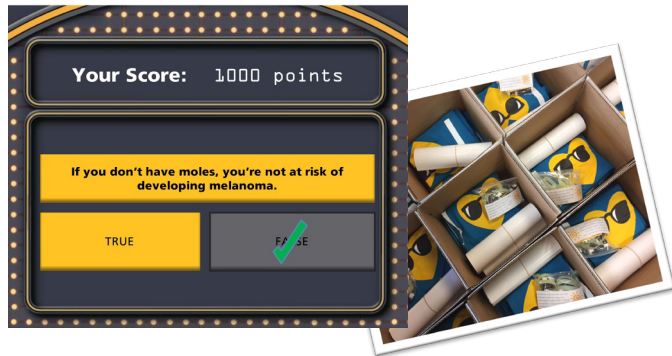 Your Score: 1000 points
If you don't have moles, you're not at risk of
developing melanoma.
TRUE
FALSE